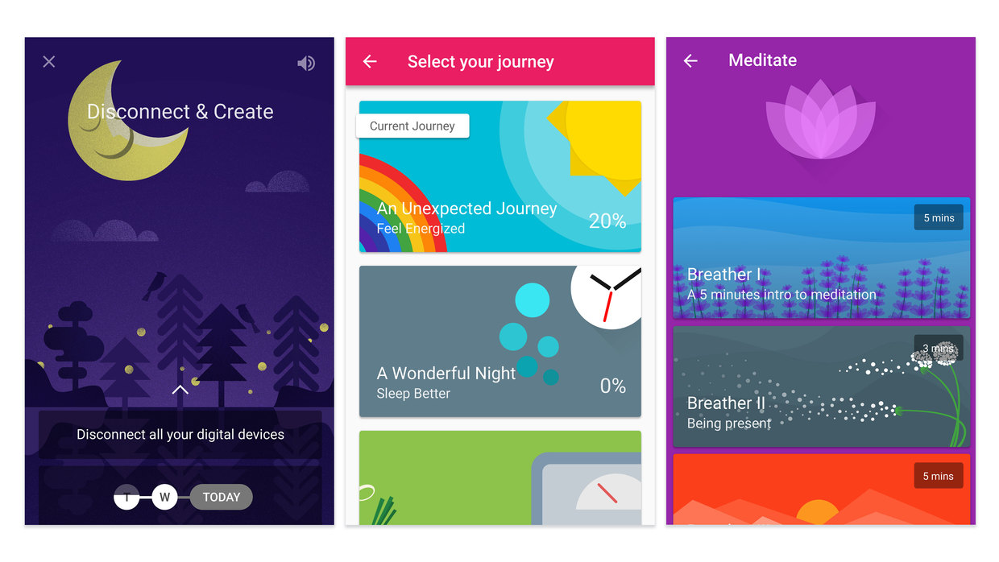 Disconnect & Create
Disconnect all your digital devices
T W TODAY
Select your journey
Current Journey
An Unexpected Journey
Feel Energized
20%
A Wonderful Night
Sleep Better
0%
Meditate
5 mins
Breather I
A 5 minutes intro to meditation
3 mins
Breather II
Being present
5 mins